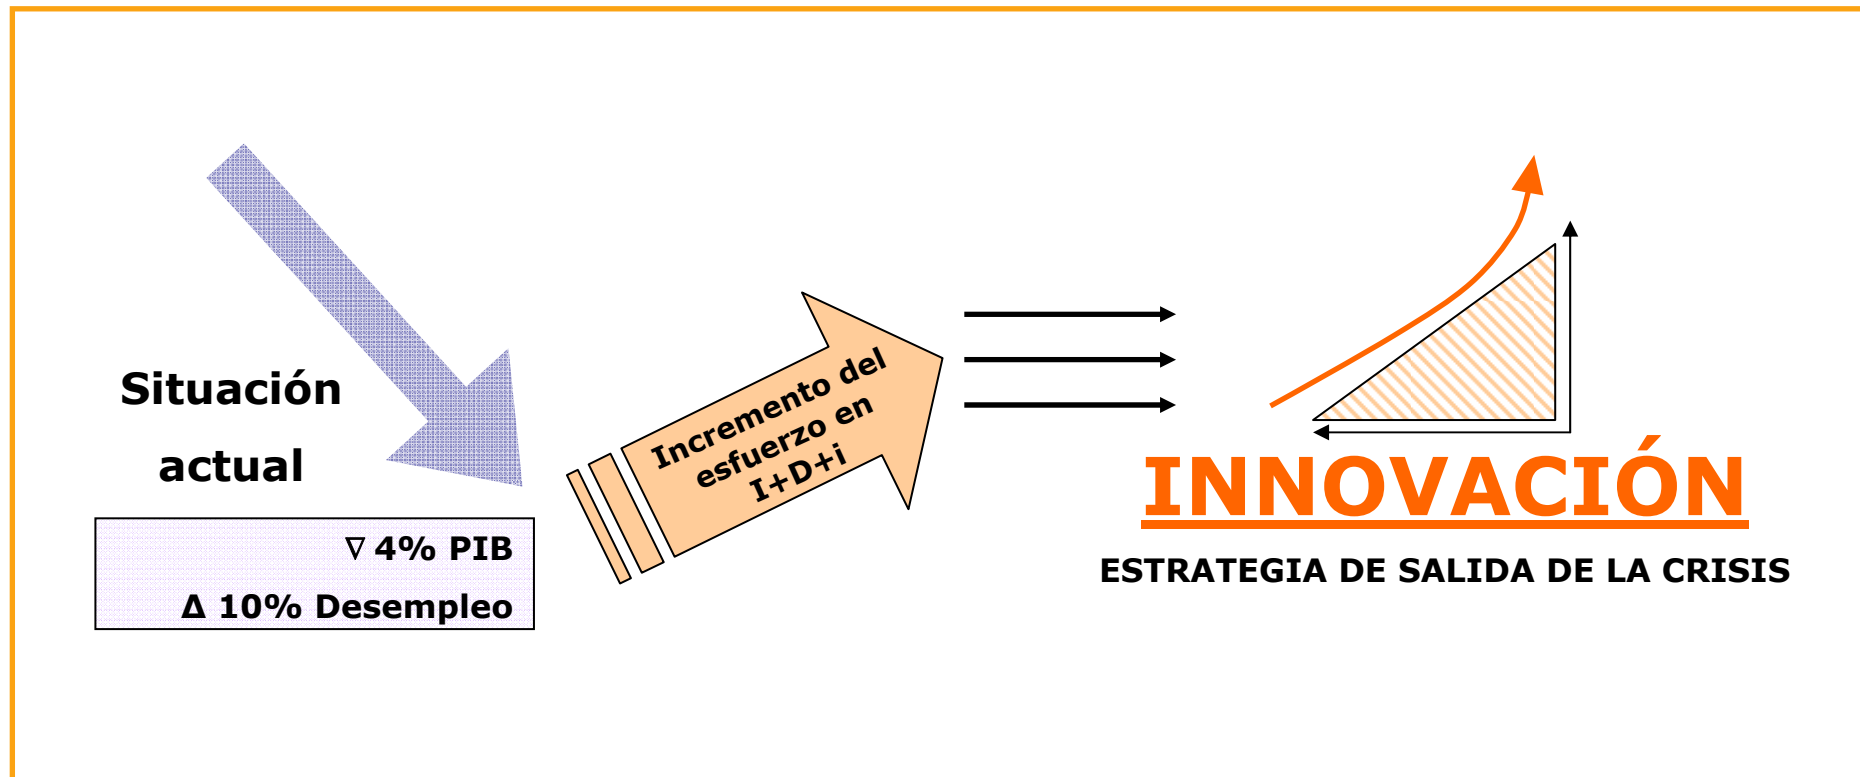 Situación
actual
∇ 4% PIB
Δ 10% Desempleo
Incremento del
esfuerzo en
I+D+i
INNOVACIÓN
ESTRATEGIA DE SALIDA DE LA CRISIS